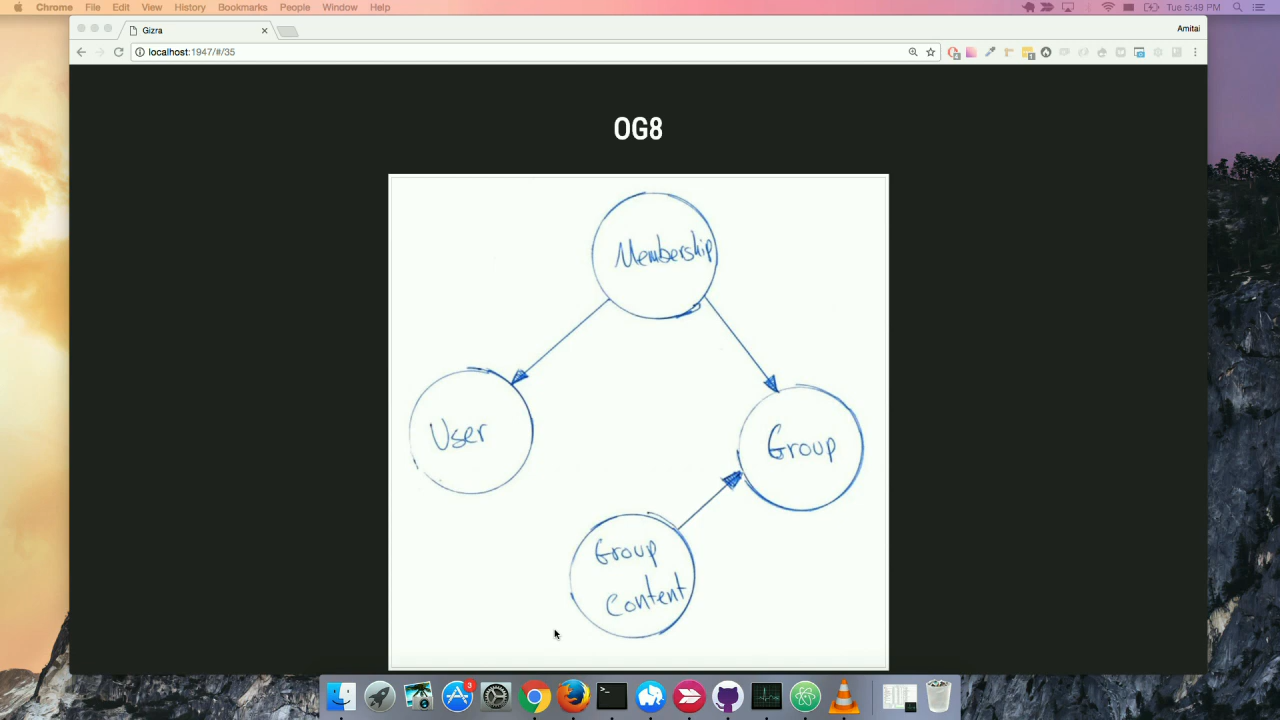 Chrome File Edit View History Bookmarks People Window Help
Tue 5:49 PM
Gizra
Amitai
localhost:1947/#/35
OG8
Membership
User
Group
Group
Content
3